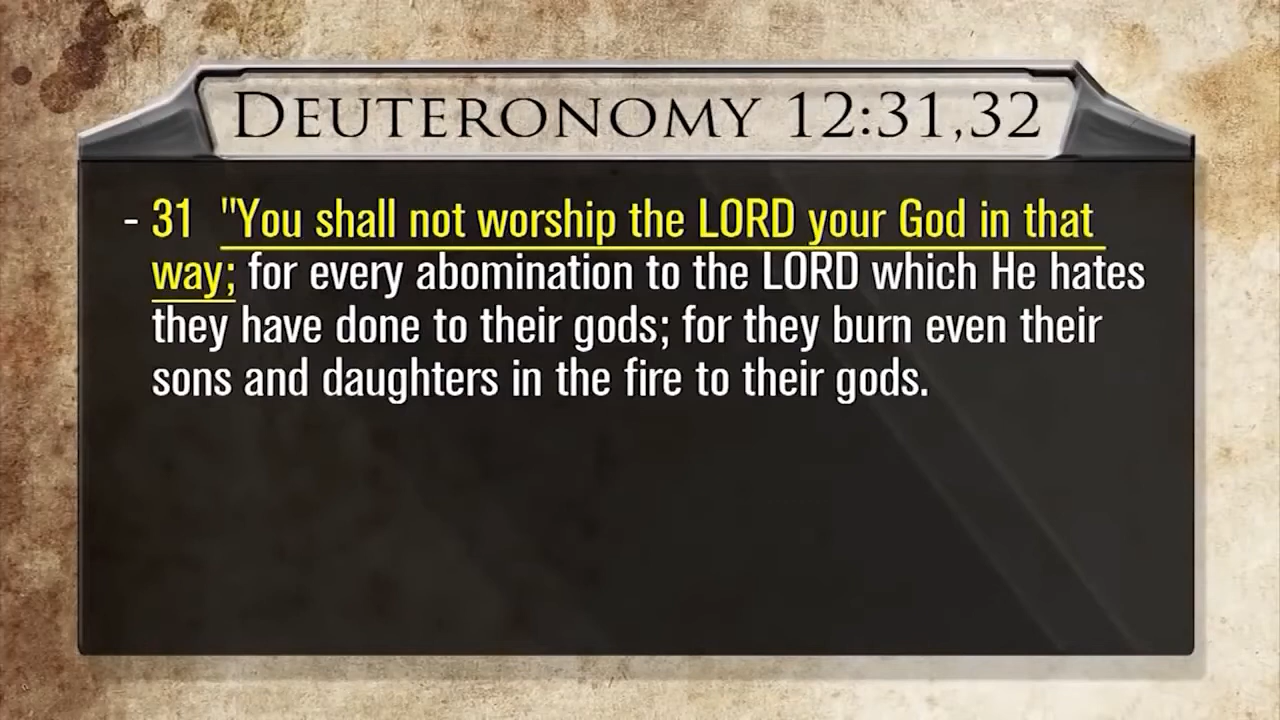 DEUTERONOMY 12:31,32
- 31 "You shall not worship the LORD your God in that
way; for every abomination to the LORD which He hates
they have done to their gods; for they burn even their
sons and daughters in the fire to their gods.